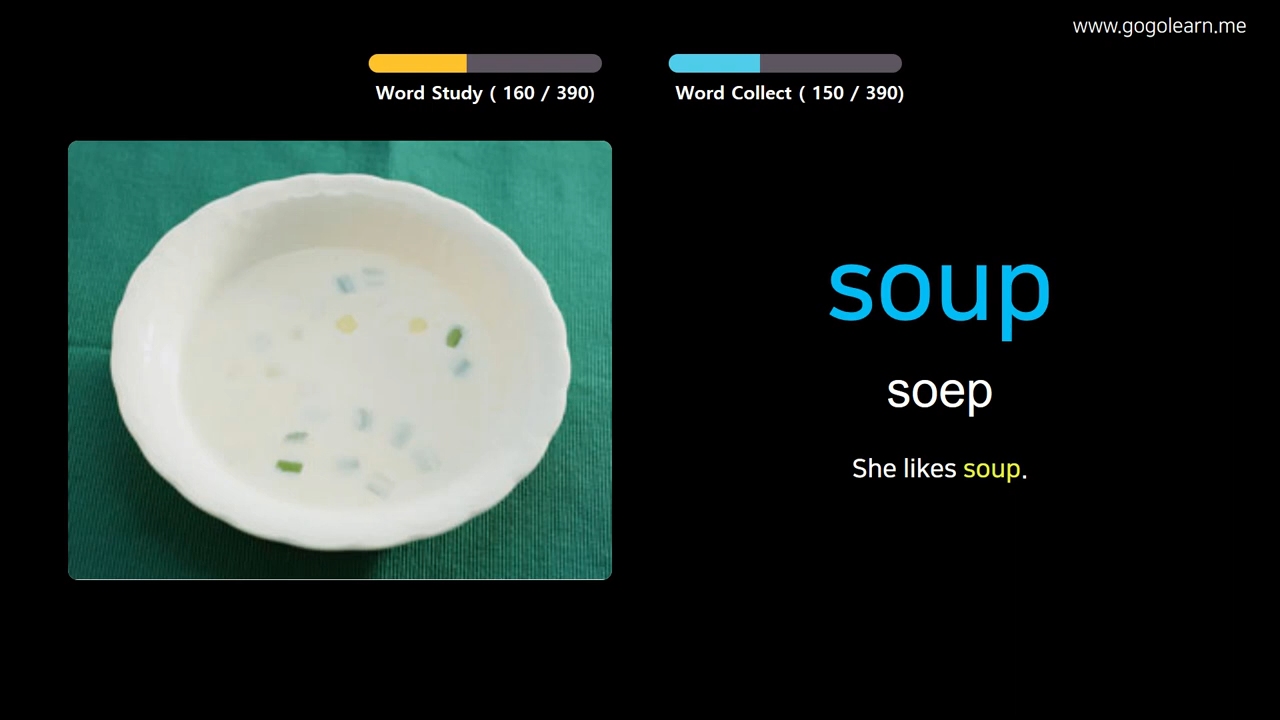 www.gogolearn.me
Word Study ( 160 / 390)
Word Collect ( 150 / 390)
soup
soep
She likes soup.